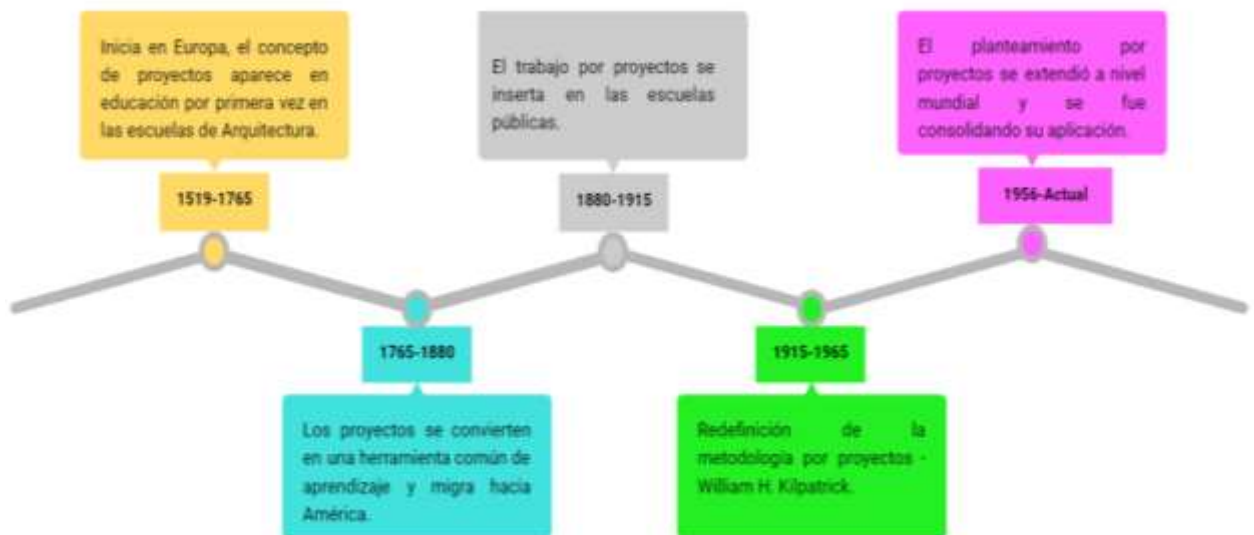 Inicia en Europa, el concepto
de proyectos aparece en
educación por primera vez en
las escuelas de Arquitectura.
1519-1765
1765-1880
Los proyectos se convierten
en una herramienta común de
aprendizaje y migra hacia
América.
El trabajo por proyectos se
inserta en las escuelas
públicas.
1880-1915
1915-1965
Redefinición de la
metodología por proyectos -
William H. Kilpatrick.
El planteamiento por
proyectos se extendió a nivel
mundial y se fue
consolidando su aplicación.
1956-Actual